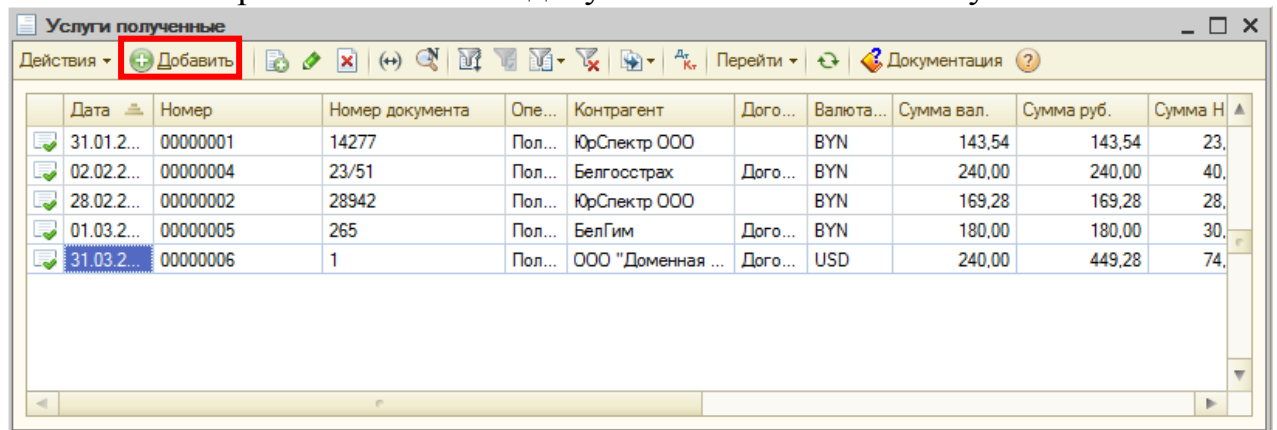 Услуги полученные
Действия Добавить Перейти Документация
Дата Номер Номер документа Опе... Контрагент Дого... Валюта... Сумма вал. Сумма руб. Сумма Н
31.01.2... 00000001 14277 Пол... ЮрСпектр ООО BYN 143,54 143,54 23,
02.02.2... 00000004 23/51 Пол... Белгосстрах Дого... BYN 240,00 240,00 40,
28.02.2... 00000002 28942 Пол... ЮрСпектр ООО BYN 169,28 169,28 28,
01.03.2... 00000005 265 Пол... БелГим Дого... BYN 180,00 180,00 30,
31.03.2... 00000006 1 Пол... ООО "Доменная ... Дого... USD 240,00 449,28 74,